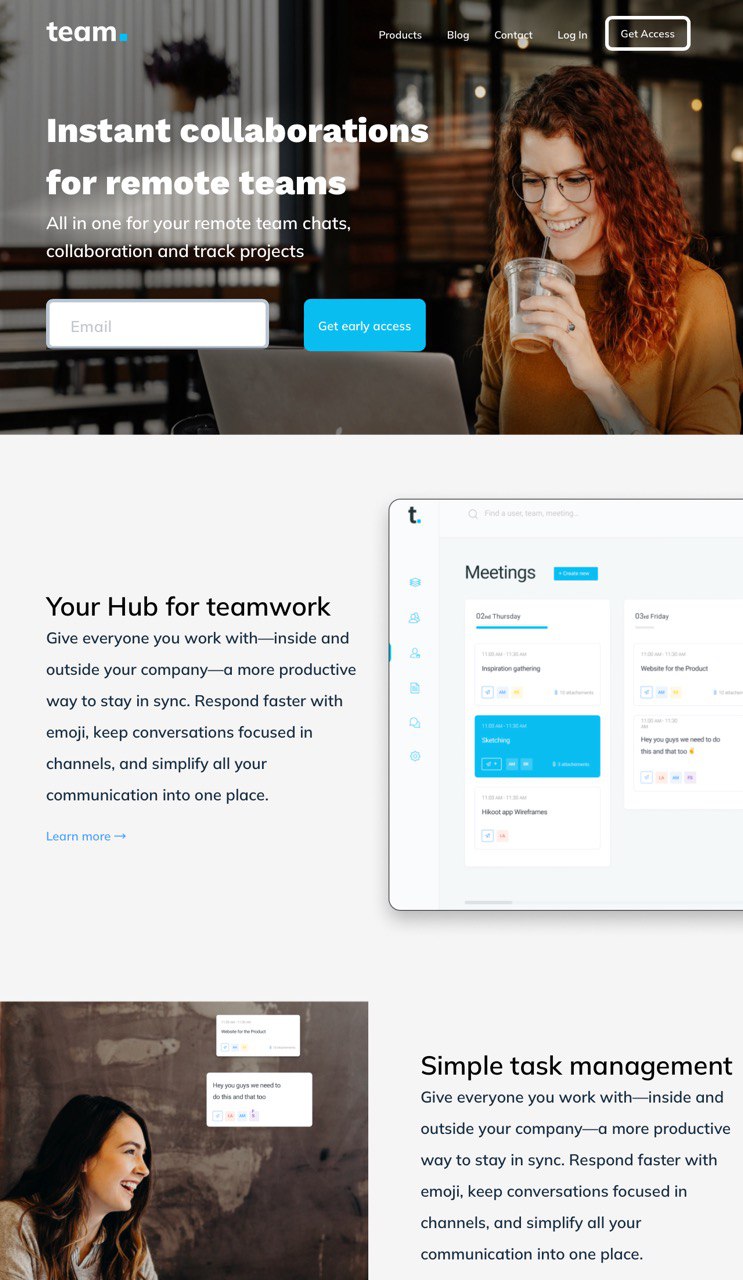 team.
Products Blog Contact Log In Get Access
Instant collaborations
for remote teams
All in one for your remote team chats,
collaboration and track projects
Email
Get early access
t.
Find a user, team, meeting...
Meetings
+ Create new
02nd Thursday
03rd Friday
11:00 AM - 11:30 AM
Inspiration gathering
AM
10 attachements
11:00 AM - 11:30 AM
Website for the Product
AM
11:00 AM - 11:30 AM
Sketching
AM
3 attachements
11:00 AM - 11:30
AM
Hey you guys we need to do
this and that too ✌
LA AM
11:00 AM - 11:30 AM
Hikoot app Wireframes
LA
Your Hub for teamwork
Give everyone you work with—inside and
outside your company—a more productive
way to stay in sync. Respond faster with
emoji, keep conversations focused in
channels, and simplify all your
communication into one place.
Learn more →
Website for the Product
Hey you guys we need to
do this and that too
LA AM
Simple task management
Give everyone you work with—inside and
outside your company—a more productive
way to stay in sync. Respond faster with
emoji, keep conversations focused in
channels, and simplify all your
communication into one place.